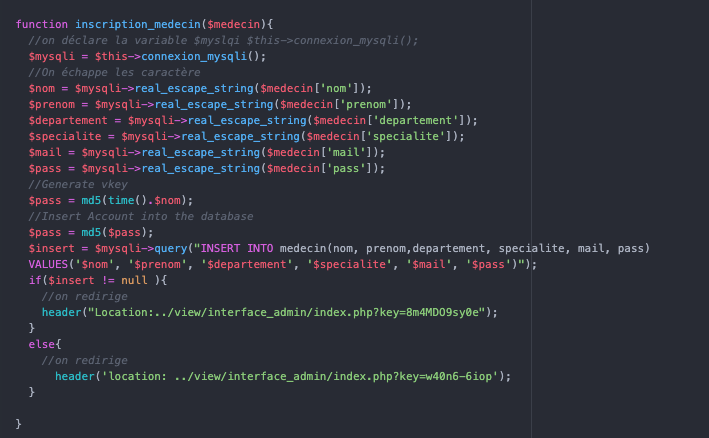 function inscription_medecin($medecin){
//on déclare la variable $myslqi $this->connexion_mysqli();
$mysqli = $this->connexion_mysqli();
//On échappe les caractère
$nom = $mysqli->real_escape_string($medecin['nom']);
$prenom = $mysqli->real_escape_string($medecin['prenom']);
$departement = $mysqli->real_escape_string($medecin['departement']);
$specialite = $mysqli->real_escape_string($medecin['specialite']);
$mail = $mysqli->real_escape_string($medecin['mail']);
$pass = $mysqli->real_escape_string($medecin['pass']);
//Generate vkey
$pass = md5(time().$nom);
//Insert Account into the database
$pass = md5($pass);
$insert = $mysqli->query("INSERT INTO medecin(nom, prenom,departement, specialite, mail, pass)
VALUES('$nom', '$prenom', '$departement', '$specialite', '$mail', '$pass')");
if($insert != null ){
//on redirige
header("Location:../view/interface_admin/index.php?key=8m4MDO9sy0e");
}
else{
//on redirige
header('location: ../view/interface_admin/index.php?key=w40n6-6iop');
}
}